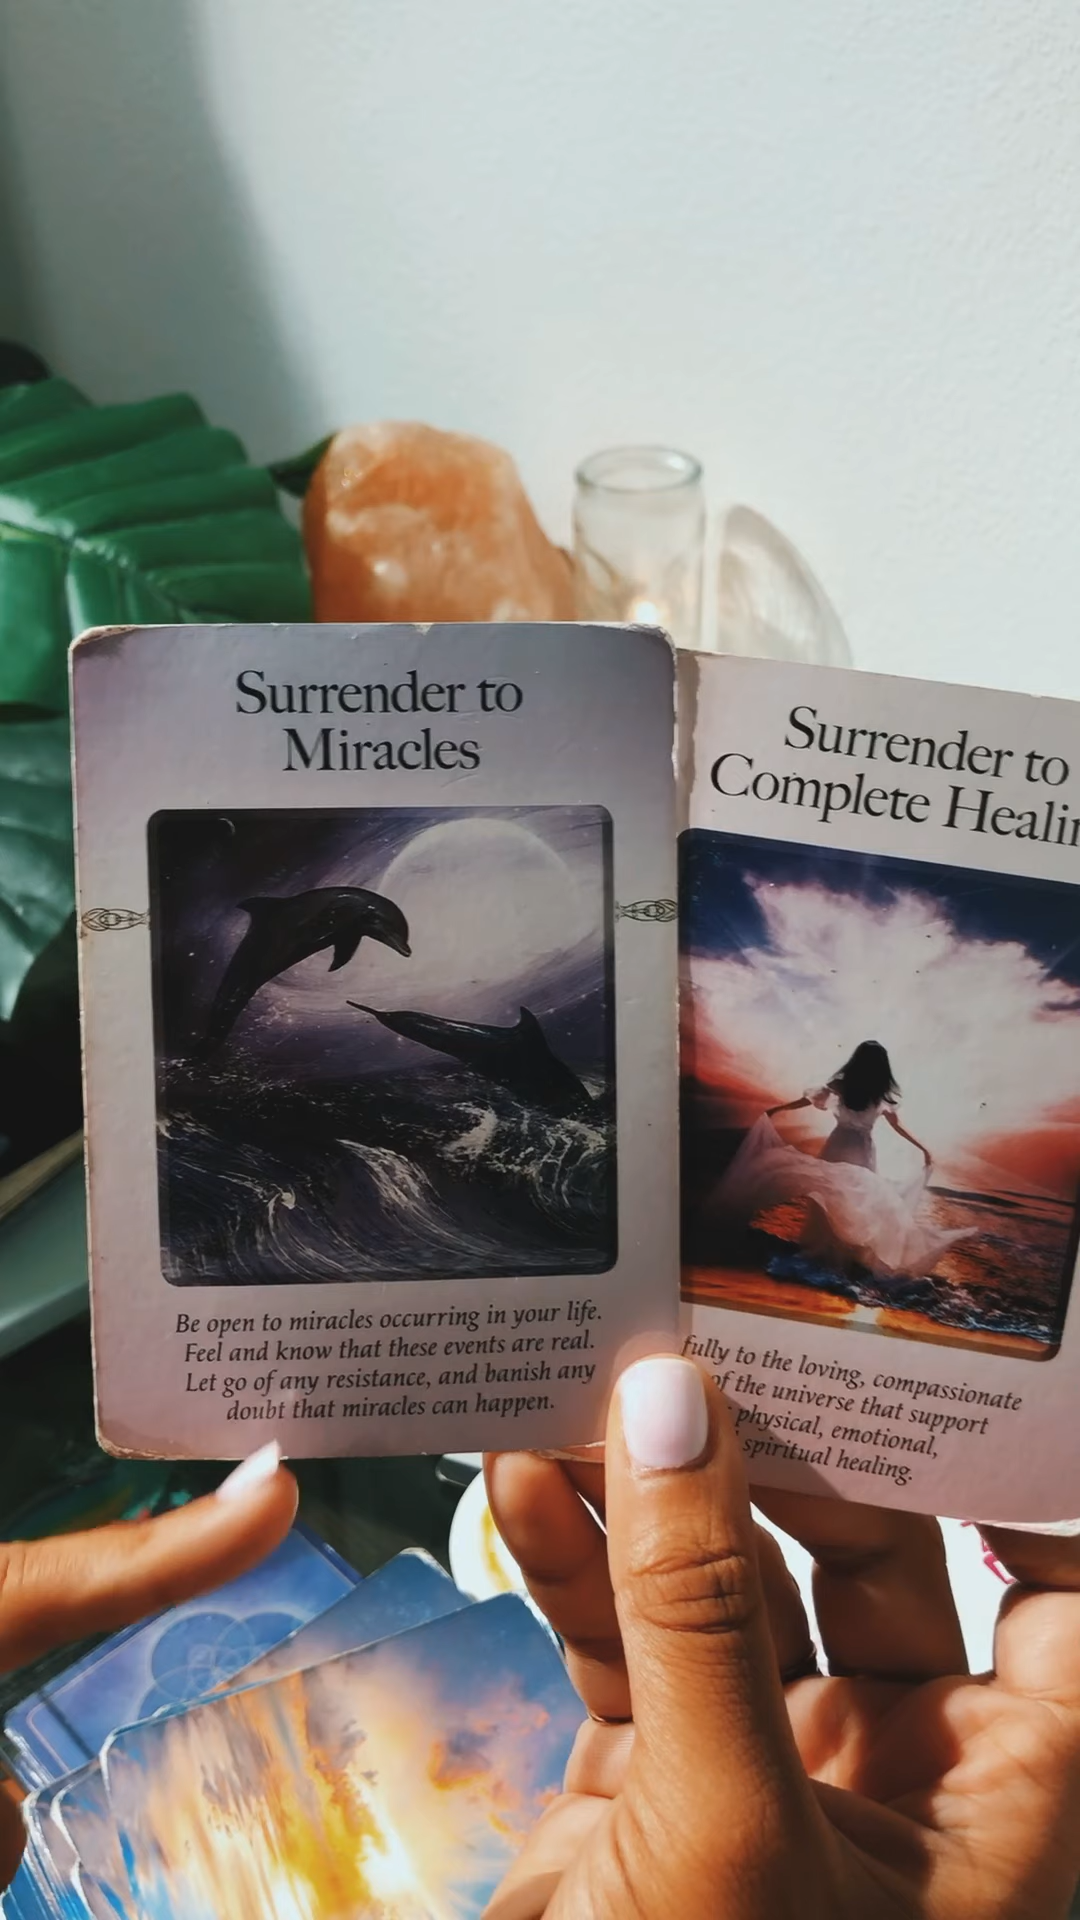 Surrender to
Miracles
Be open to miracles occurring in your life.
Feel and know that these events are real.
Let go of any resistance, and banish any
doubt that miracles can happen.
Surrender to
Complete
fully to the loving, compassionate
of the universe that support
physical, emotional,
spiritual healing.